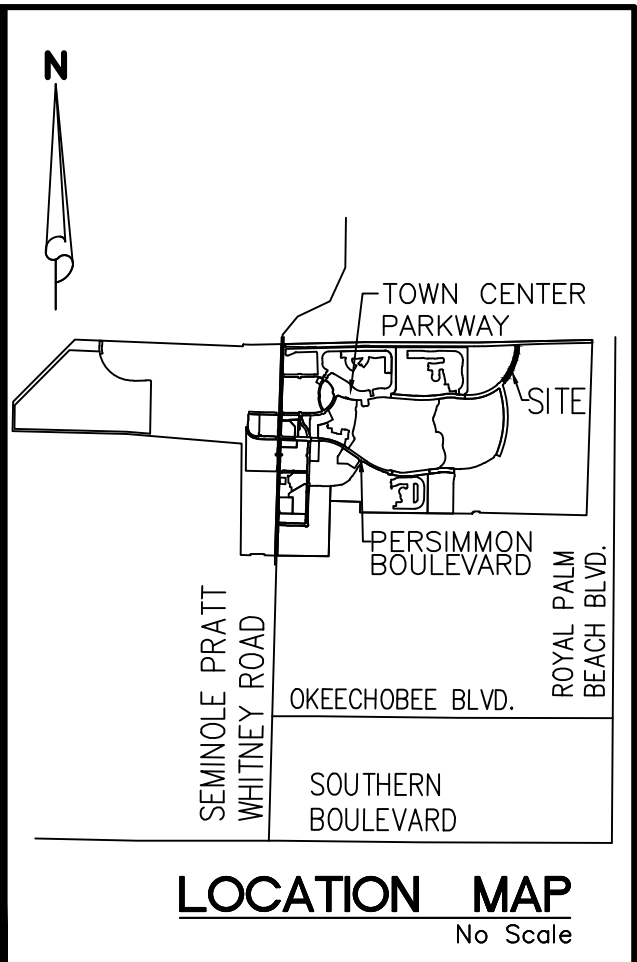 N
TOWN CENTER
PARKWAY
SITE
PERSIMMON
BOULEVARD
ROYAL PALM
BEACH BLVD.
SEMINOLE PRATT
WHITNEY ROAD
OKEECHOBEE BLVD.
SOUTHERN
BOULEVARD
LOCATION MAP
No Scale